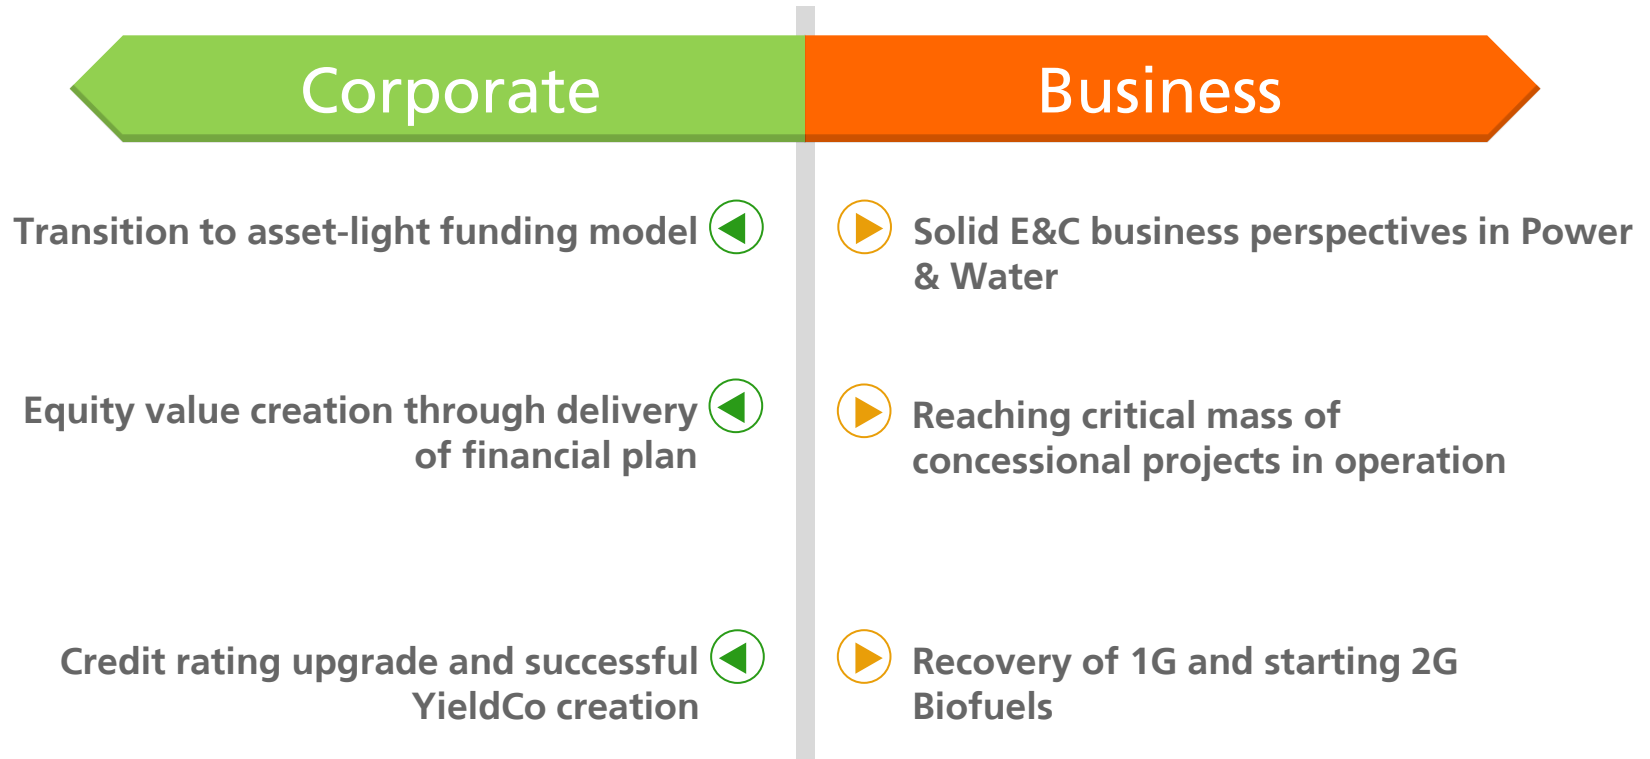 Corporate
Business
Transition to asset-light funding model
Equity value creation through delivery
of financial plan
Credit rating upgrade and successful
YieldCo creation
Solid E&C business perspectives in Power
& Water
Reaching critical mass of
concessional projects in operation
Recovery of 1G and starting 2G
Biofuels